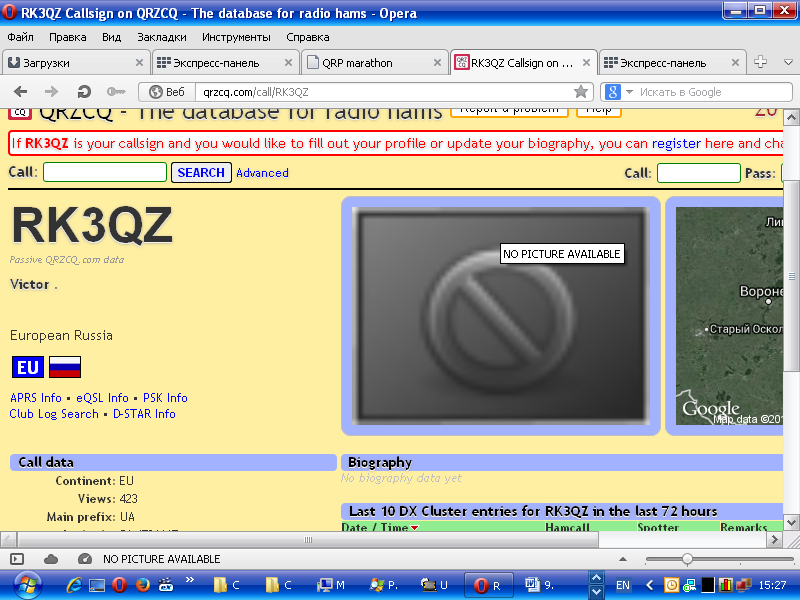 RK3QZ Callsign on QRZCQ - The database for radio hams - Opera
Файл Правка Вид Закладки Инструменты Справка
Загрузки Экспресс-панель QRP marathon RK3QZ Callsign on ... Экспресс-панель
Веб qrzcq.com/call/RK3QZ Искать в Google
QRZCQ - The database for radio hams Report a problem Help
If RK3QZ is your callsign and you would like to fill out your profile or update your biography, you can register here and cha
Call: SEARCH Advanced Call: Pass:
RK3QZ
Passive QRZCQ.com data
Victor .
European Russia
EU
APRS Info • eQSL Info • PSK Info
Club Log Search • D-STAR Info
NO PICTURE AVAILABLE
Ли
Вороне
Старый Оскол
Google
Map data ©201
Call data
Continent: EU
Views: 423
Main prefix: UA
Biography
No biography data yet
Last 10 DX Cluster entries for RK3QZ in the last 72 hours
Date / Time Hamcall Spotter Remarks
NO PICTURE AVAILABLE
C C M P. U R 9. EN 15:27